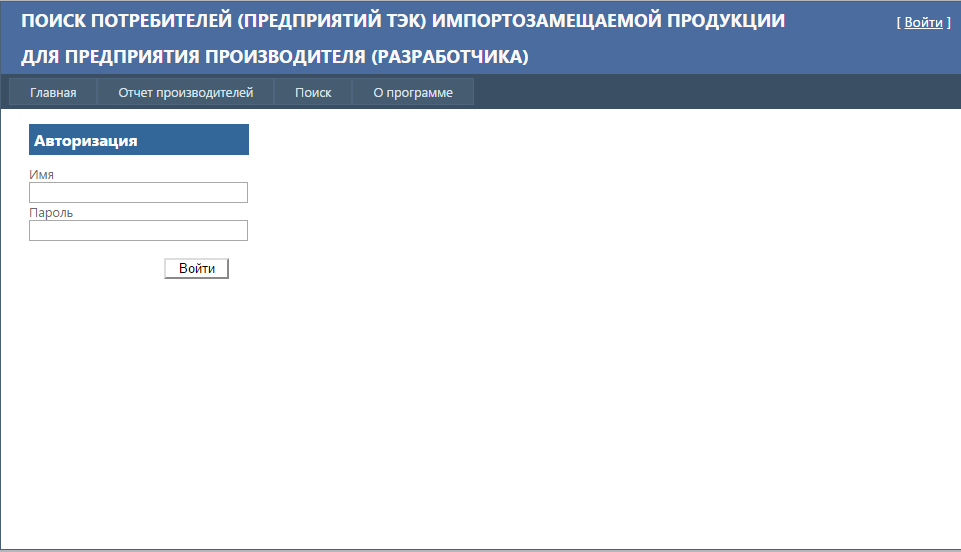 ПОИСК ПОТРЕБИТЕЛЕЙ (ПРЕДПРИЯТИЙ ТЭК) ИМПОРТОЗАМЕЩАЕМОЙ ПРОДУКЦИИ
[ Войти ]
ДЛЯ ПРЕДПРИЯТИЯ ПРОИЗВОДИТЕЛЯ (РАЗРАБОТЧИКА)
Главная Отчет производителей Поиск О программе
Авторизация
Имя
Пароль
Войти